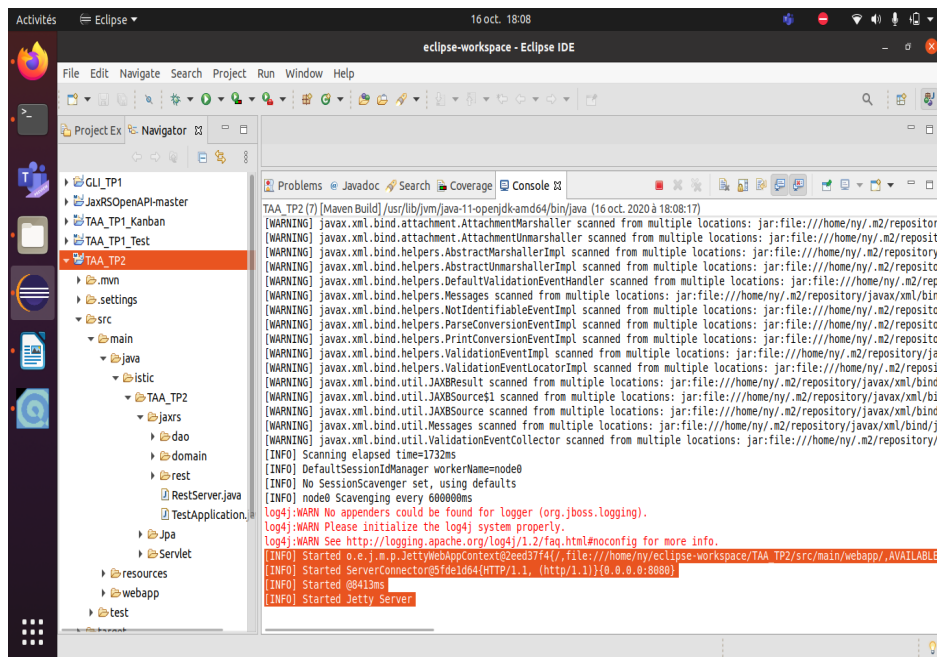 Activités Eclipse 16 oct. 18:08
eclipse-workspace - Eclipse IDE
File Edit Navigate Search Project Run Window Help
Project Ex Navigator
GLI_TP1
JaxRSOpenAPI-master
TAA_TP1_Kanban
TAA_TP1_Test
TAA_TP2
.mvn
.settings
src
main
java
istic
TAA_TP2
jaxrs
dao
domain
rest
RestServer.java
TestApplication.
Jpa
Servlet
resources
webapp
test
target
Problems Javadoc Search Coverage Console
TAA_TP2 (7) [Maven Build] /usr/lib/jvm/java-11-openjdk-amd64/bin/java (16 oct. 2020 à 18:08:17)
[WARNING] javax.xml.bind.attachment.AttachmentMarshaller scanned from multiple locations: jar:file:///home/ny/.m2/repositor
[WARNING] javax.xml.bind.attachment.AttachmentUnmarshaller scanned from multiple locations: jar:file:///home/ny/.m2/reposit
[WARNING] javax.xml.bind.helpers.AbstractMarshallerImpl scanned from multiple locations: jar:file:///home/ny/.m2/repository
[WARNING] javax.xml.bind.helpers.AbstractUnmarshallerImpl scanned from multiple locations: jar:file:///home/ny/.m2/reposito
[WARNING] javax.xml.bind.helpers.DefaultValidationEventHandler scanned from multiple locations: jar:file:///home/ny/.m2/rep
[WARNING] javax.xml.bind.helpers.Messages scanned from multiple locations: jar:file:///home/ny/.m2/repository/javax/xml/bin
[WARNING] javax.xml.bind.helpers.NotIdentifiableEventImpl scanned from multiple locations: jar:file:///home/ny/.m2/reposito
[WARNING] javax.xml.bind.helpers.ParseConversionEventImpl scanned from multiple locations: jar:file:///home/ny/.m2/reposito
[WARNING] javax.xml.bind.helpers.PrintConversionEventImpl scanned from multiple locations: jar:file:///home/ny/.m2/reposito
[WARNING] javax.xml.bind.helpers.ValidationEventImpl scanned from multiple locations: jar:file:///home/ny/.m2/repository/ja
[WARNING] javax.xml.bind.helpers.ValidationEventLocatorImpl scanned from multiple locations: jar:file:///home/ny/.m2/reposi
[WARNING] javax.xml.bind.util.JAXBResult scanned from multiple locations: jar:file:///home/ny/.m2/repository/javax/xml/bind
[WARNING] javax.xml.bind.util.JAXBSource$1 scanned from multiple locations: jar:file:///home/ny/.m2/repository/javax/xml/bi
[WARNING] javax.xml.bind.util.JAXBSource scanned from multiple locations: jar:file:///home/ny/.m2/repository/javax/xml/bind
[WARNING] javax.xml.bind.util.Messages scanned from multiple locations: jar:file:///home/ny/.m2/repository/javax/xml/bind/j
[WARNING] javax.xml.bind.util.ValidationEventCollector scanned from multiple locations: jar:file:///home/ny/.m2/repository/
[INFO] Scanning elapsed time=1732ms
[INFO] DefaultSessionIdManager workerName=node0
[INFO] No SessionScavenger set, using defaults
[INFO] node0 Scavenging every 600000ms
log4j:WARN No appenders could be found for logger (org.jboss.logging).
log4j:WARN Please initialize the log4j system properly.
log4j:WARN See http://logging.apache.org/log4j/1.2/faq.html#noconfig for more info.
[INFO] Started o.e.j.m.p.JettyWebAppContext@2eed37f4{/,file:///home/ny/eclipse-workspace/TAA_TP2/src/main/webapp/,AVAILABLE
[INFO] Started ServerConnector@5fde1d64{HTTP/1.1, (http/1.1)}{0.0.0.0:8080}
[INFO] Started @8413ms
[INFO] Started Jetty Server